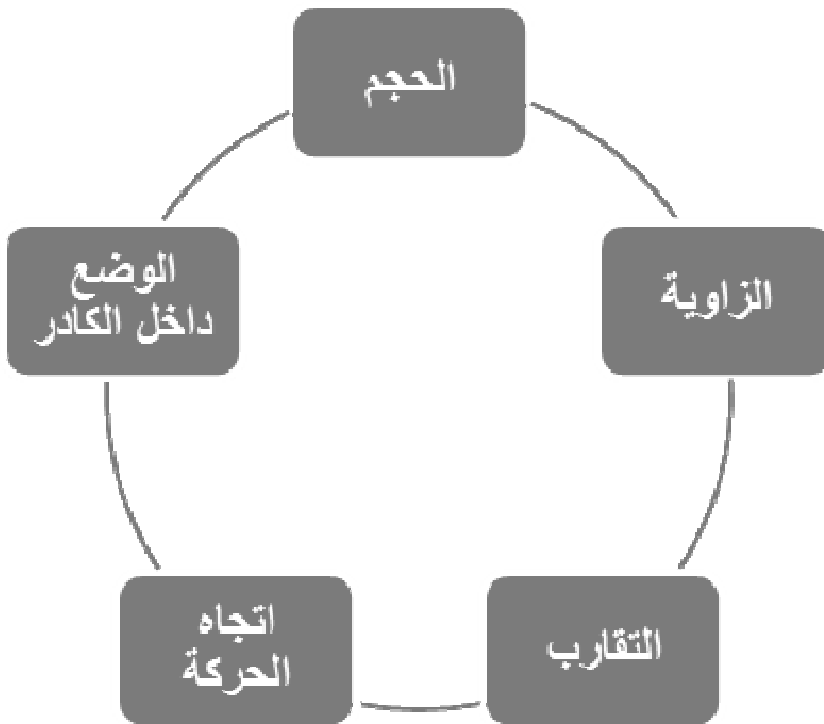 الحجم
الزاوية
التقارب
اتجاه
الحركة
الوضع
داخل الكادر